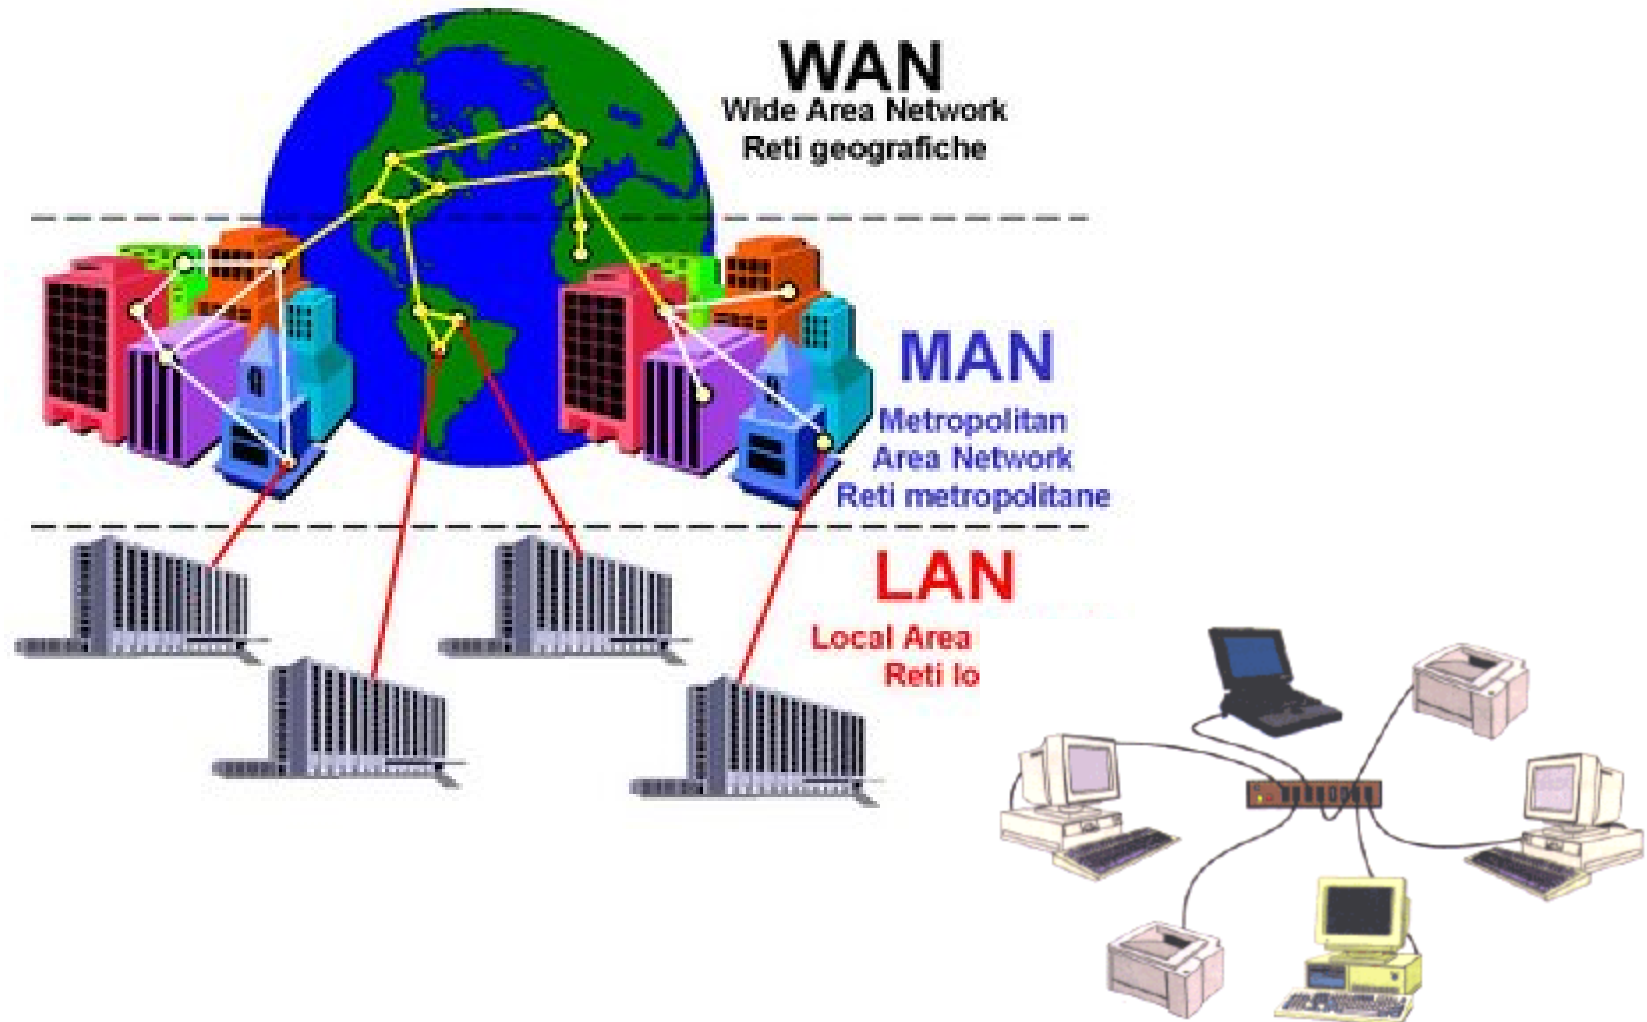 WAN
Wide Area Network
Reti geografiche
MAN
Metropolitan
Area Network
Reti metropolitane
LAN
Local Area
Reti lo